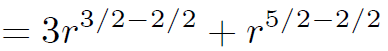 = 3r^{3/2−2/2} + r^{5/2−2/2}